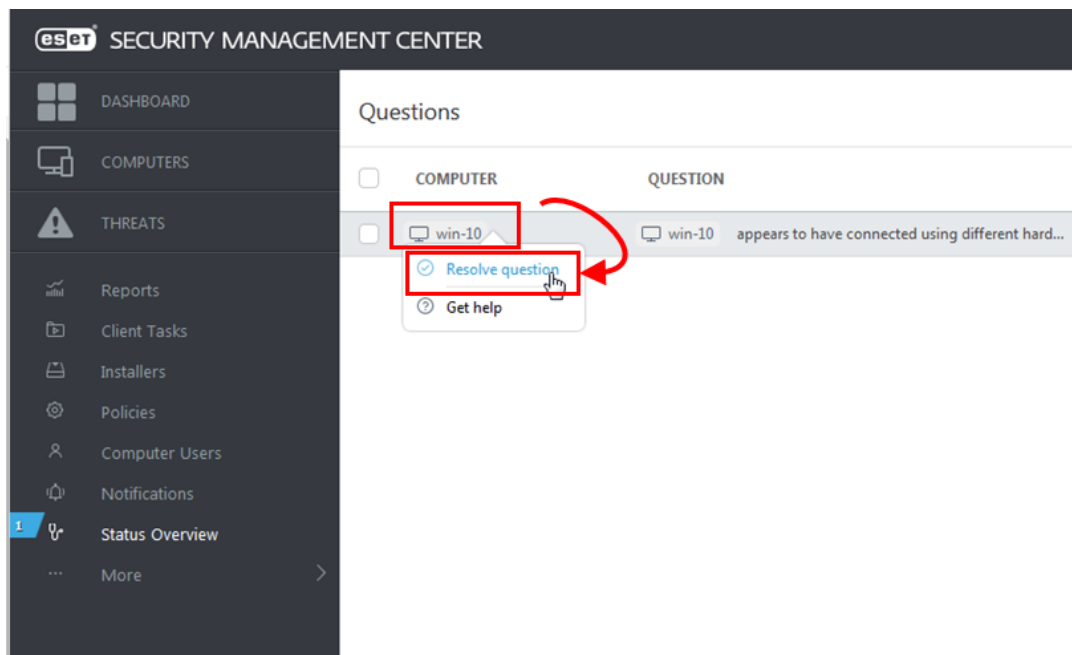 eseT SECURITY MANAGEMENT CENTER
DASHBOARD
COMPUTERS
THREATS
Reports
Client Tasks
Installers
Policies
Computer Users
Notifications
1 Status Overview
... More
Questions
COMPUTER QUESTION
win-10 win-10 appears to have connected using different hard...
Resolve question
Get help